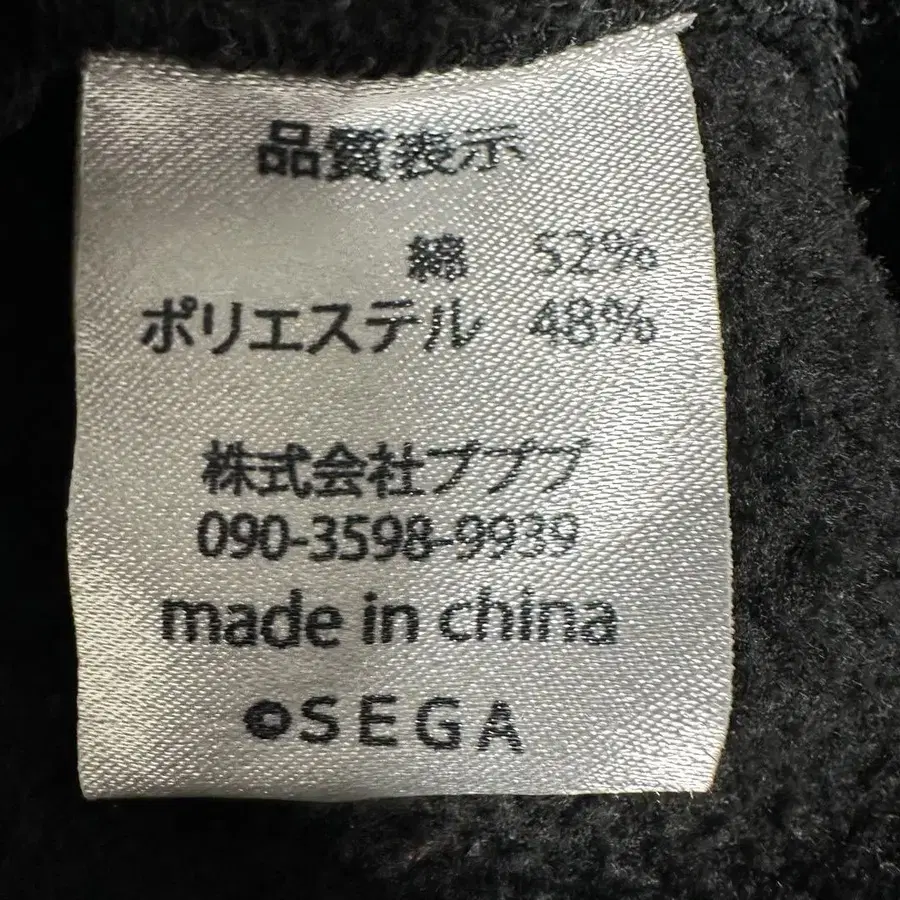 品質表示
綿 52%
ポリエステル 48%
株式会社ププブ
090-3598-9939
made in china
©SEGA